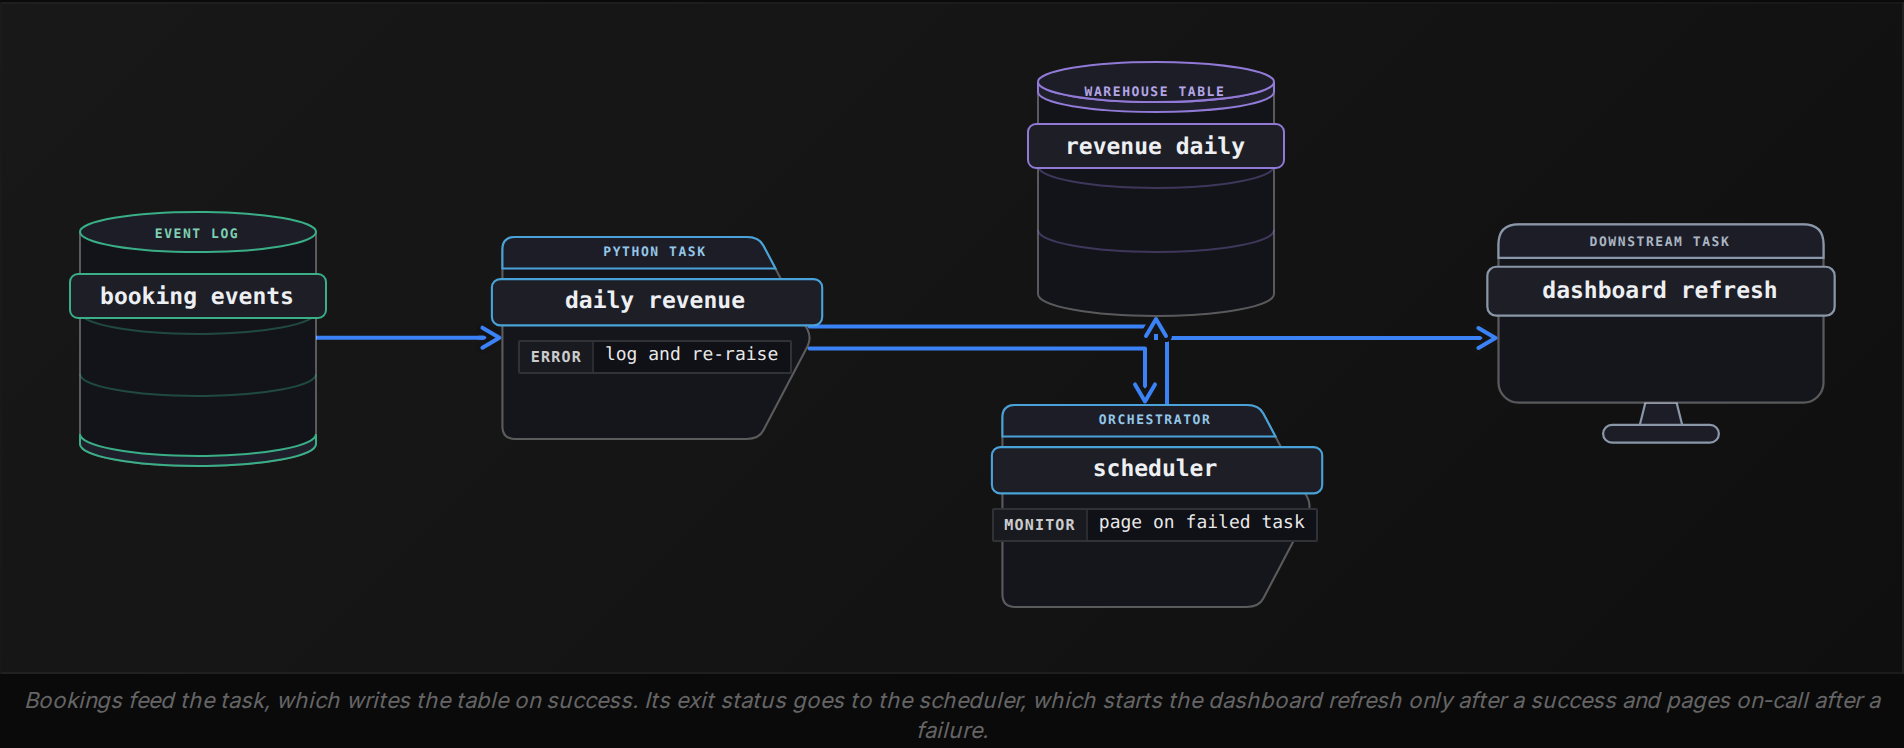 EVENT LOG
booking events
PYTHON TASK
daily revenue
ERROR log and re-raise
WAREHOUSE TABLE
revenue daily
ORCHESTRATOR
scheduler
MONITOR page on failed task
DOWNSTREAM TASK
dashboard refresh
Bookings feed the task, which writes the table on success. Its exit status goes to the scheduler, which starts the dashboard refresh only after a success and pages on-call after a
failure.